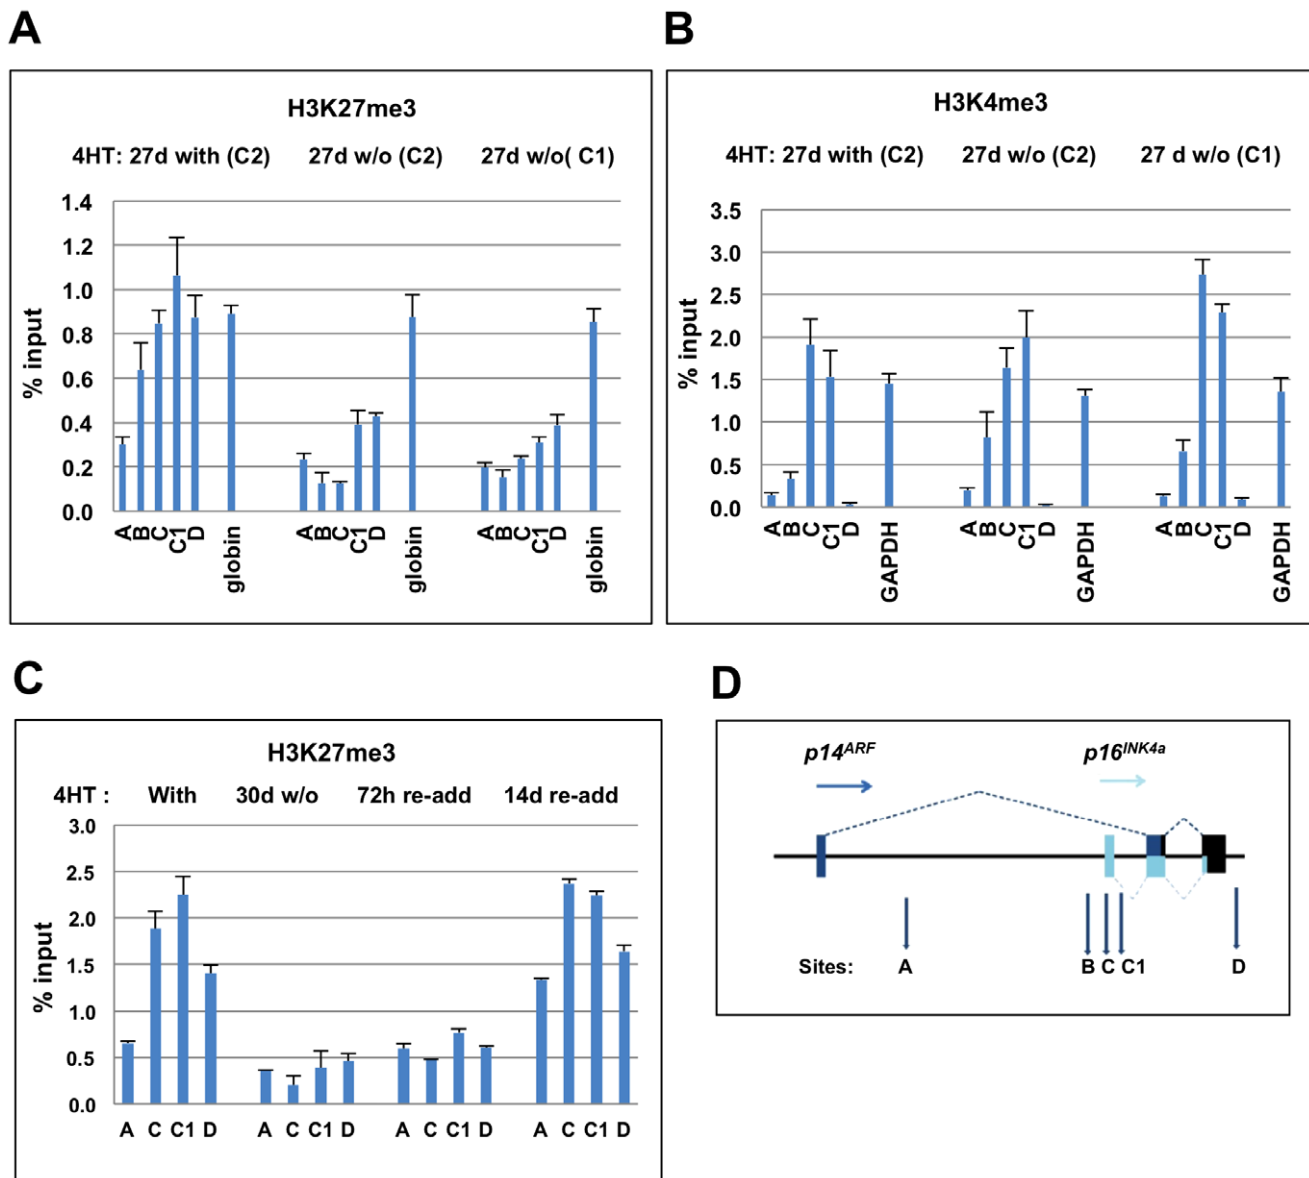 A
H3K27me3
4HT: 27d with (C2) 27d w/o (C2) 27d w/o( C1)
% input
1.4
1.2
1.0
0.8
0.6
0.4
0.2
0.0
A B C C1 D globin A B C C1 D globin A B C C1 D globin
B
H3K4me3
4HT: 27d with (C2) 27d w/o (C2) 27 d w/o (C1)
% input
3.5
3.0
2.5
2.0
1.5
1.0
0.5
0.0
A B C C1 D GAPDH A B C C1 D GAPDH A B C C1 D GAPDH
C
H3K27me3
4HT : With 30d w/o 72h re-add 14d re-add
% input
3.0
2.5
2.0
1.5
1.0
0.5
0.0
A C C1 D A C C1 D A C C1 D A C C1 D
D
p14ARF p16INK4a
Sites: A B C C1 D